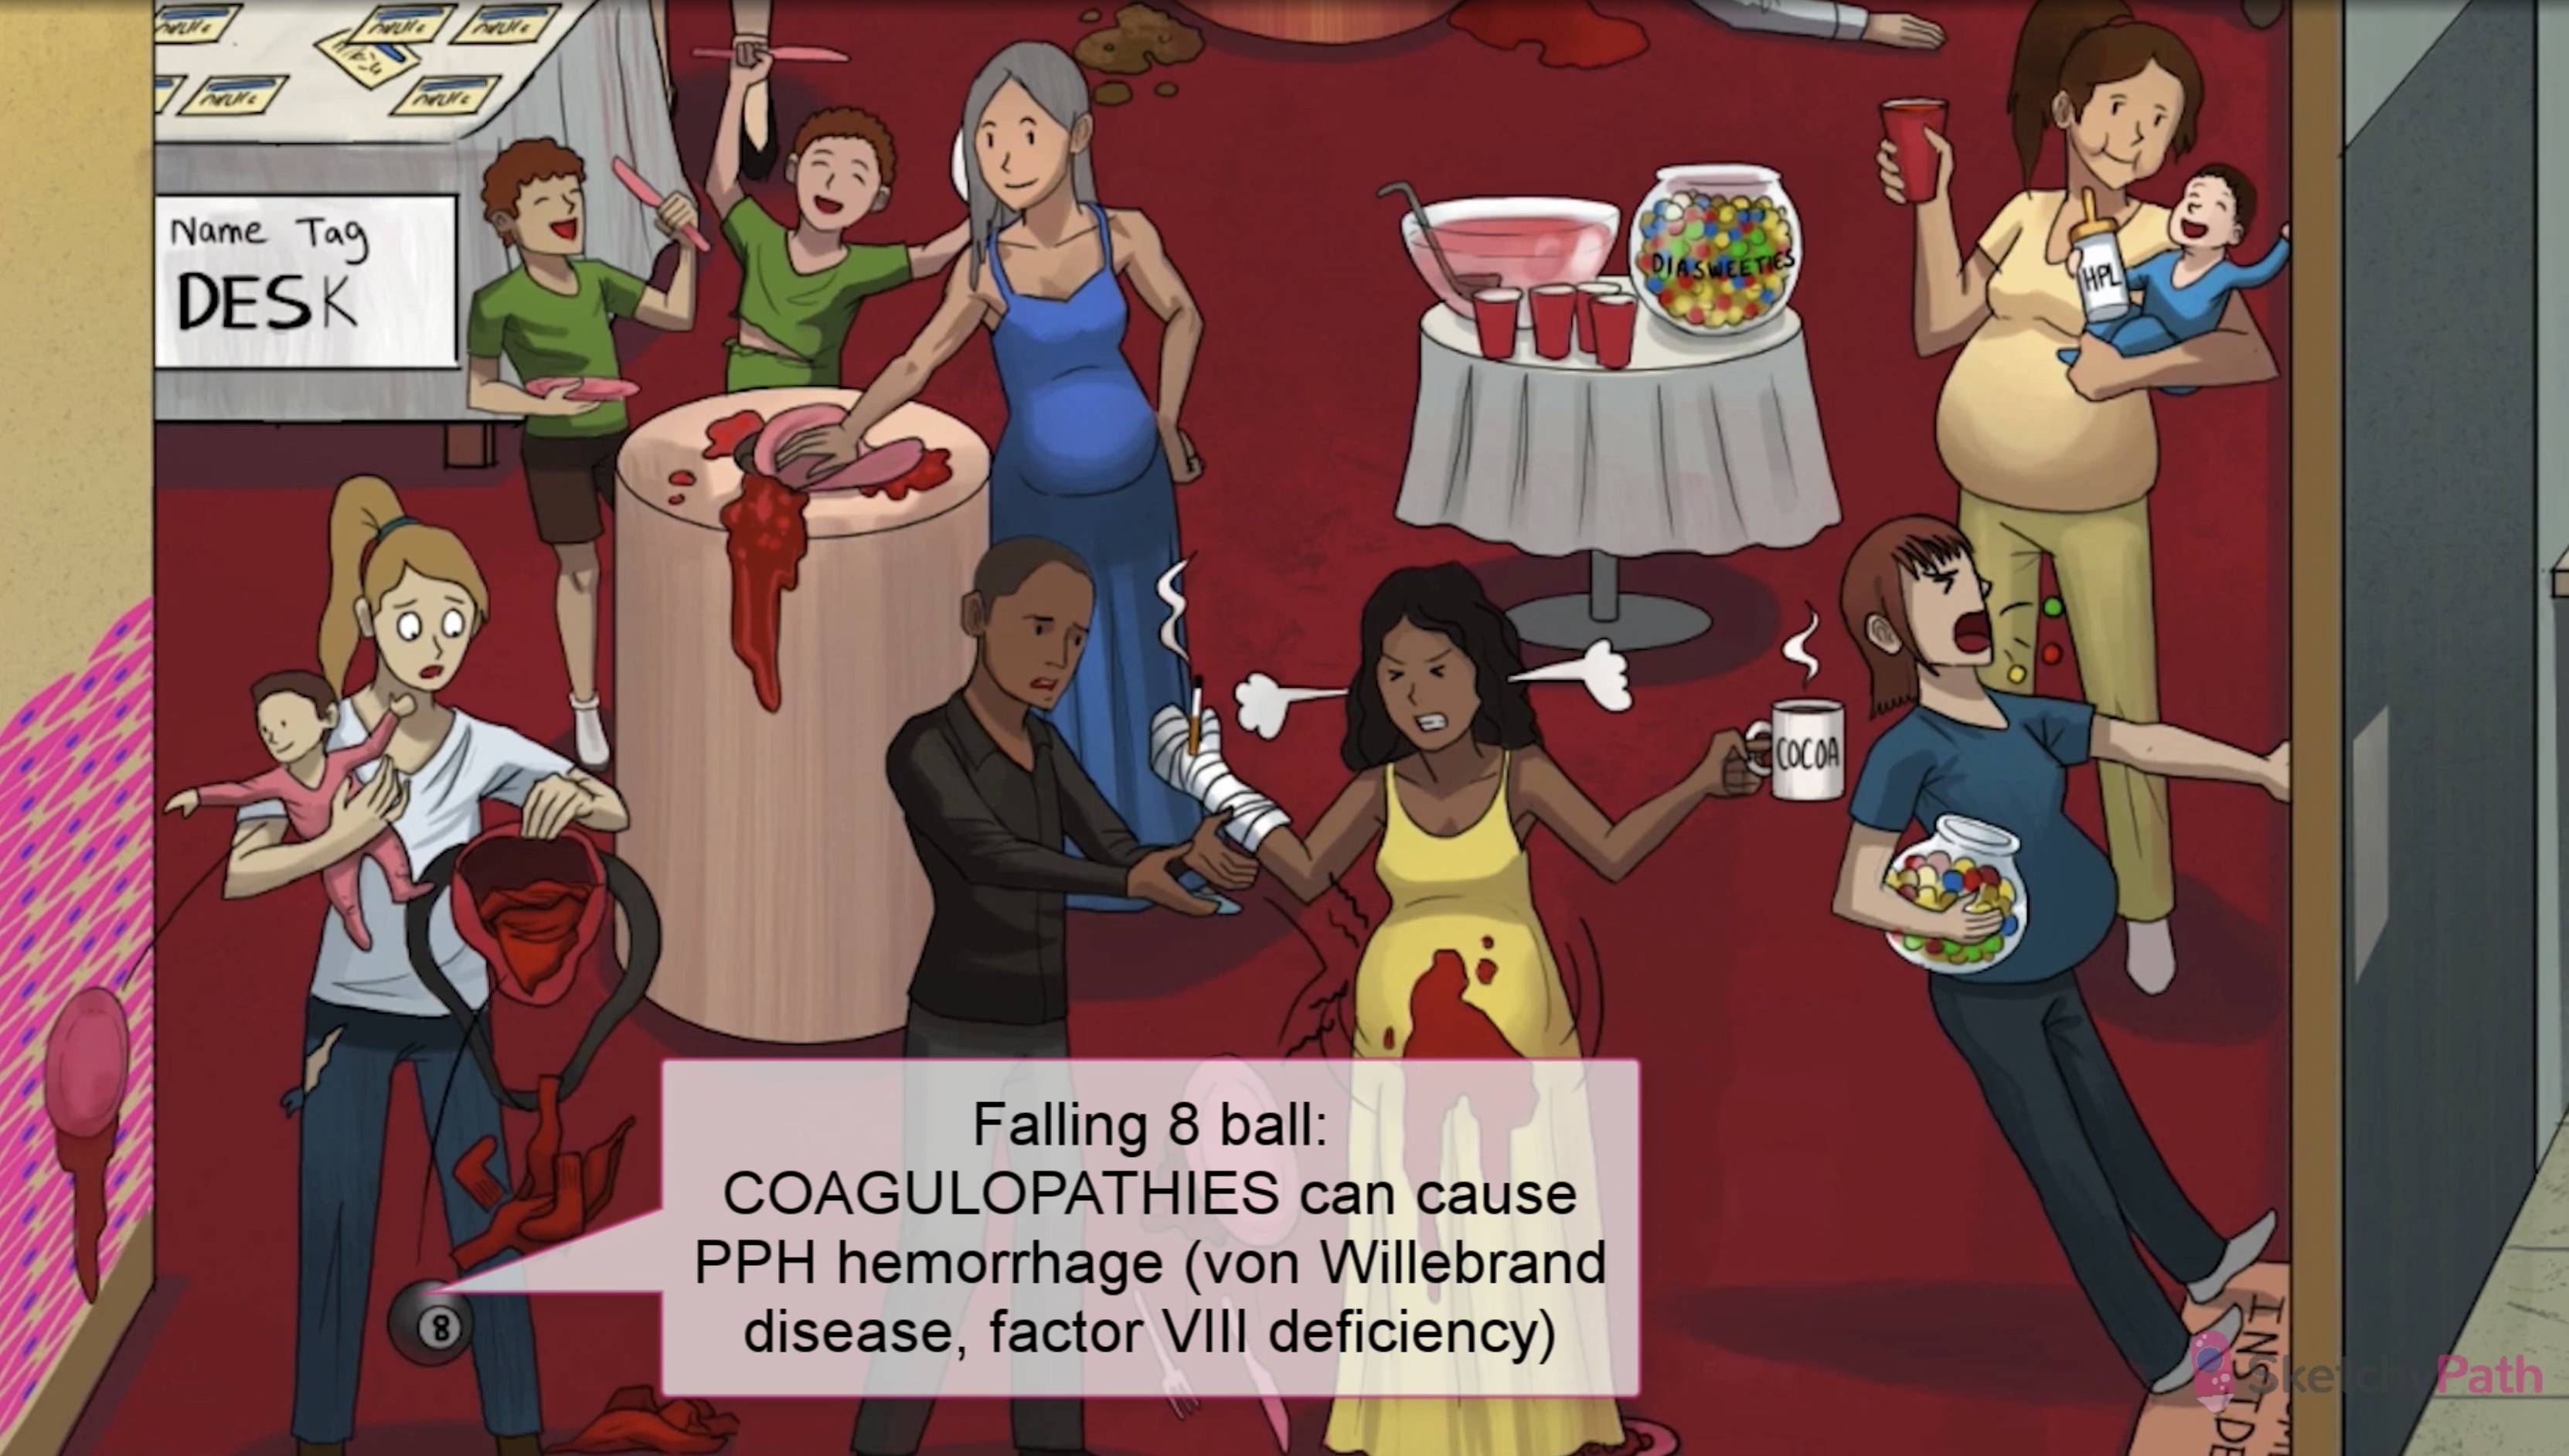 Name Tag
DESK
DIASWEETIES
HPL
COCOA
Falling 8 ball:
COAGULOPATHIES can cause
PPH hemorrhage (von Willebrand
disease, factor VIII deficiency)
8
SketchyPath